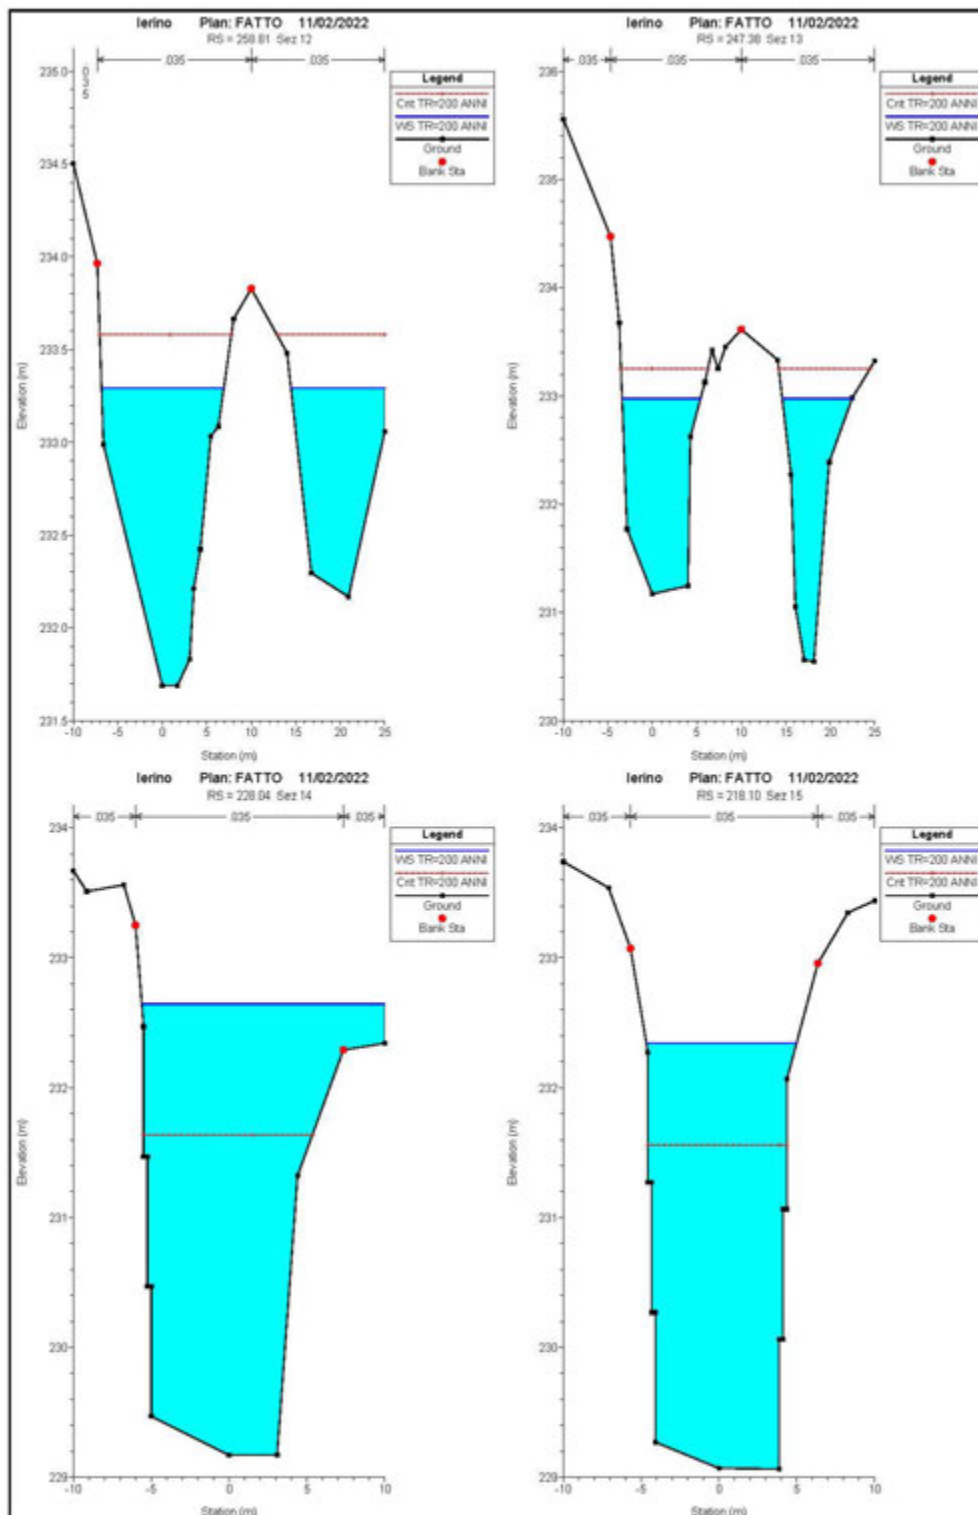 Ierino Plan: FATTO 11/02/2022
RS = 258.81 Sez 12
.035
.035
.035
Legend
Crit TR=200 ANNI
WS TR=200 ANNI
Ground
Bank Sta
Elevation (m)
235.0
234.5
234.0
233.5
233.0
232.5
232.0
231.5
-10 -5 0 5 10 15 20 25
Station (m)
Ierino Plan: FATTO 11/02/2022
RS = 247.38 Sez 13
.035 .035 .035
Legend
Crit TR=200 ANNI
WS TR=200 ANNI
Ground
Bank Sta
Elevation (m)
236
235
234
233
232
231
230
-10 -5 0 5 10 15 20 25
Station (m)
Ierino Plan: FATTO 11/02/2022
RS = 228.04 Sez 14
.035 .035 .035
Legend
WS TR=200 ANNI
Crit TR=200 ANNI
Ground
Bank Sta
Elevation (m)
234
233
232
231
230
229
-10 -5 0 5 10
Station (m)
Ierino Plan: FATTO 11/02/2022
RS = 218.10 Sez 15
.035 .035 .035
Legend
WS TR=200 ANNI
Crit TR=200 ANNI
Ground
Bank Sta
Elevation (m)
234
233
232
231
230
229
-10 -5 0 5 10
Station (m)